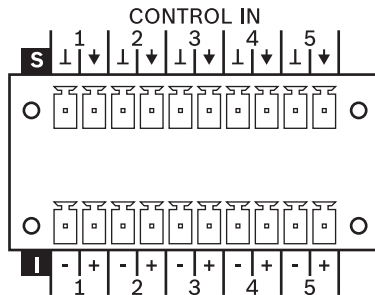 CONTROL IN
1 2 3 4 5
S ⊥ ↓ ⊥ ↓ ⊥ ↓ ⊥ ↓ ⊥ ↓
I - + - + - + - + - +
1 2 3 4 5